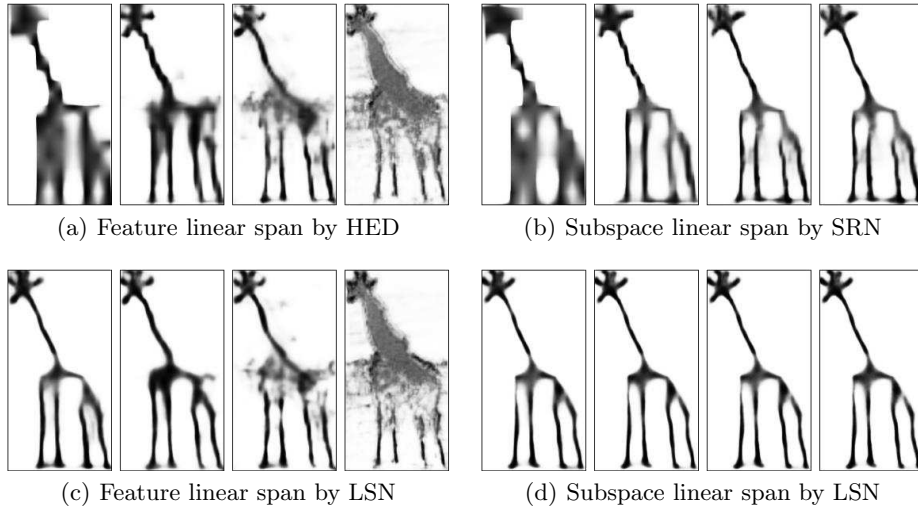 (a) Feature linear span by HED
(b) Subspace linear span by SRN
(c) Feature linear span by LSN
(d) Subspace linear span by LSN